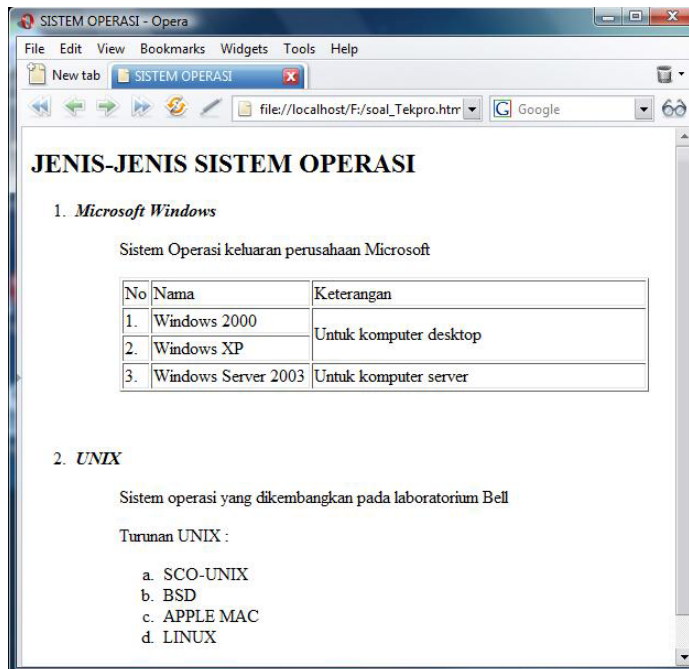 SISTEM OPERASI - Opera
File Edit View Bookmarks Widgets Tools Help
New tab SISTEM OPERASI
file://localhost/F:/soal_Tekpro.htm Google
JENIS-JENIS SISTEM OPERASI
1. Microsoft Windows
Sistem Operasi keluaran perusahaan Microsoft
No Nama Keterangan
1. Windows 2000
Untuk komputer desktop
2. Windows XP
3. Windows Server 2003 Untuk komputer server
2. UNIX
Sistem operasi yang dikembangkan pada laboratorium Bell
Turunan UNIX :
a. SCO-UNIX
b. BSD
c. APPLE MAC
d. LINUX